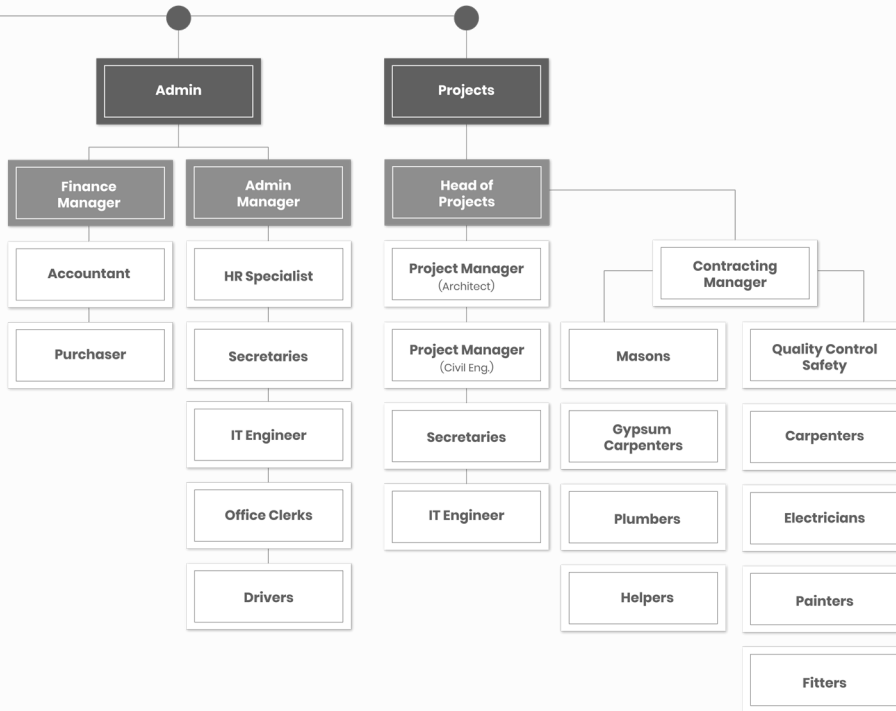 Admin
Projects
Finance
Manager
Admin
Manager
Head of
Projects
Accountant
HR Specialist
Project Manager
(Architect)
Contracting
Manager
Purchaser
Secretaries
Project Manager
(Civil Eng.)
Masons
Quality Control
Safety
IT Engineer
Secretaries
Gypsum
Carpenters
Carpenters
Office Clerks
IT Engineer
Plumbers
Electricians
Drivers
Helpers
Painters
Fitters